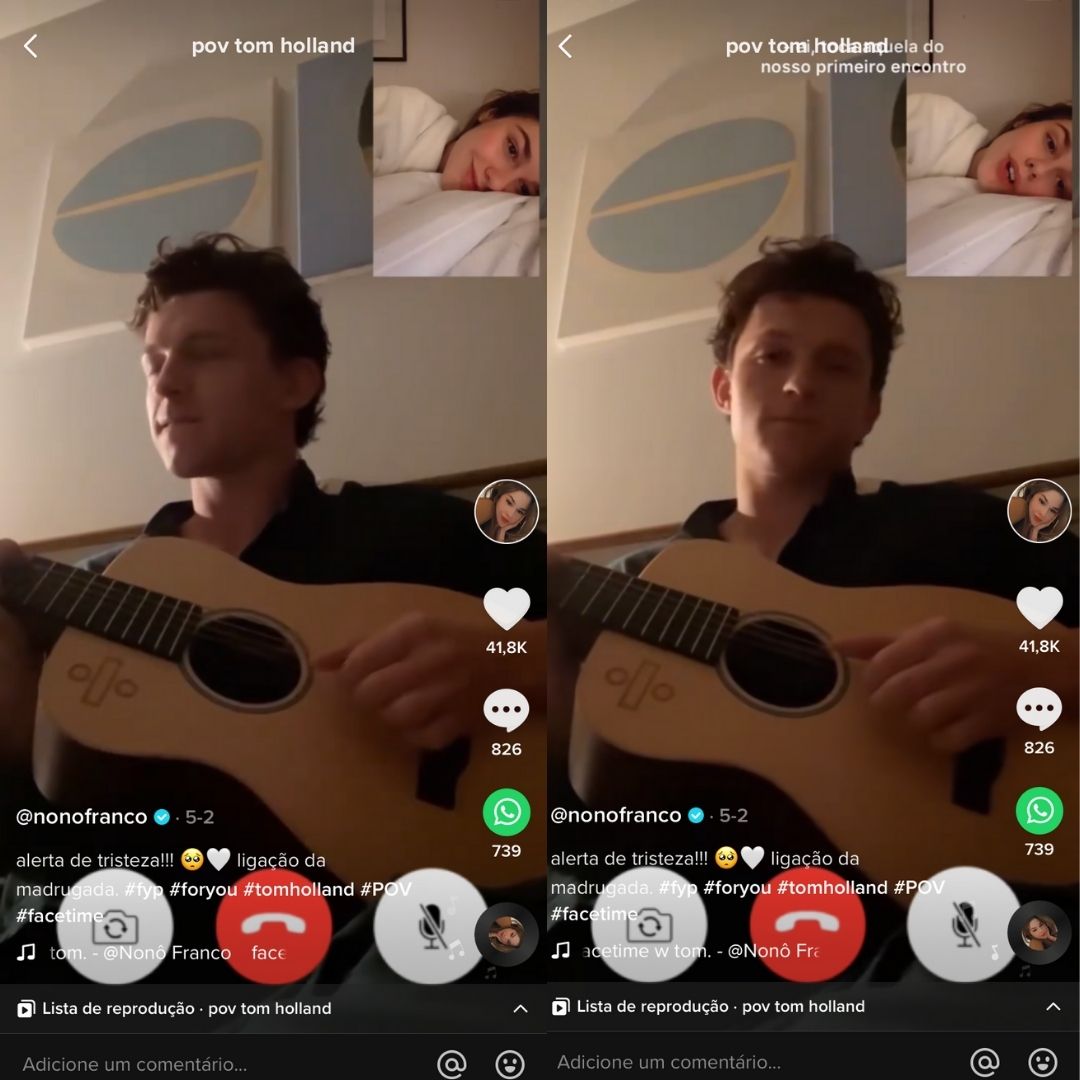 pov tom holland
41,8K
826
@nonofranco · 5-2
739
alerta de tristeza!!! 🥺🤍 ligação da
madrugada. #fyp #foryou #tomholland #POV
#facetime
tom. - @Nonô Franco face
Lista de reprodução · pov tom holland
Adicione um comentário...
pov tom holland
aquela do
nosso primeiro encontro
41,8K
826
@nonofranco · 5-2
739
alerta de tristeza!!! 🥺🤍 ligação da
madrugada. #fyp #foryou #tomholland #POV
#facetime
acetime w tom. - @Nonô Fra
Lista de reprodução · pov tom holland
Adicione um comentário...